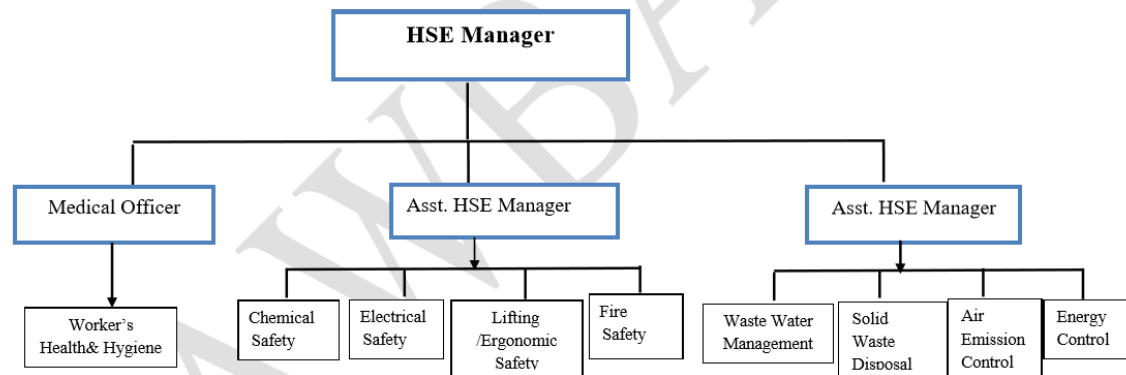 HSE Manager
Medical Officer
Asst. HSE Manager
Asst. HSE Manager
Worker's
Health& Hygiene
Chemical
Safety
Electrical
Safety
Lifting
/Ergonomic
Safety
Fire
Safety
Waste Water
Management
Solid
Waste
Disposal
Air
Emission
Control
Energy
Control